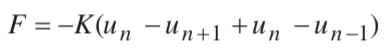 F = −K(uₙ − uₙ₊₁ + uₙ − uₙ₋₁)